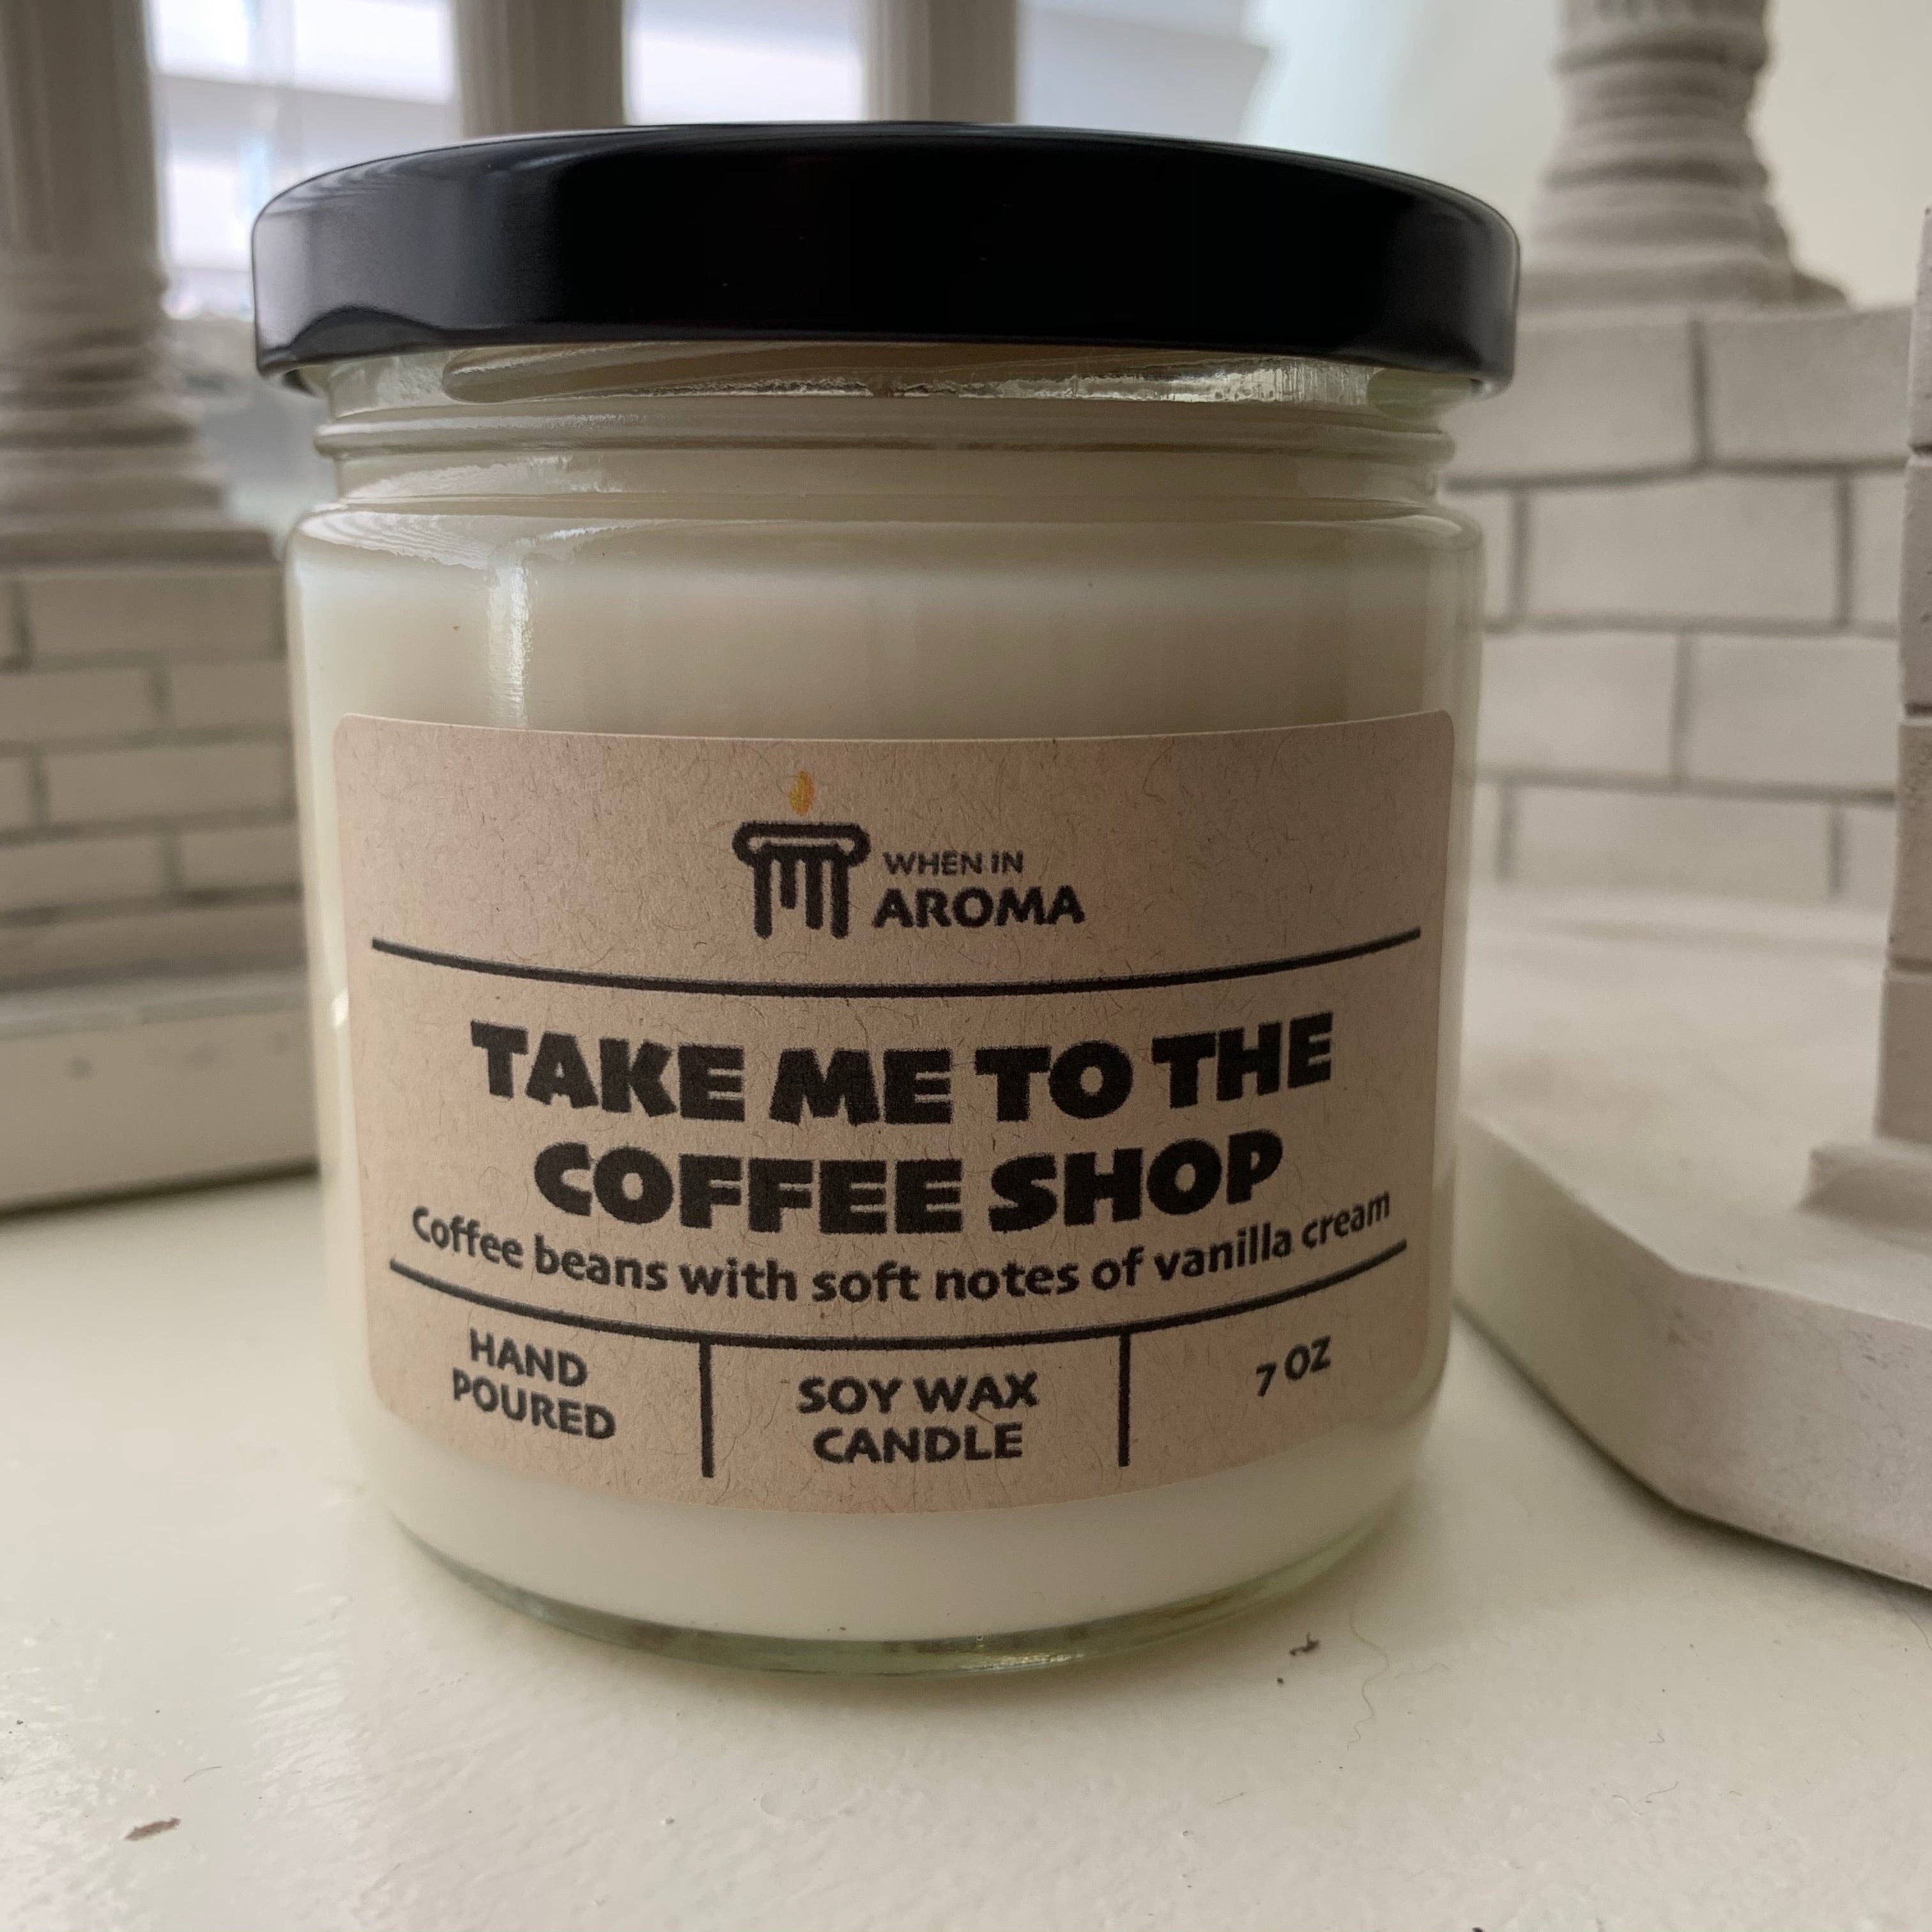 WHEN IN
AROMA
TAKE ME TO THE
COFFEE SHOP
Coffee beans with soft notes of vanilla cream
HAND
POURED
SOY WAX
CANDLE
7 OZ